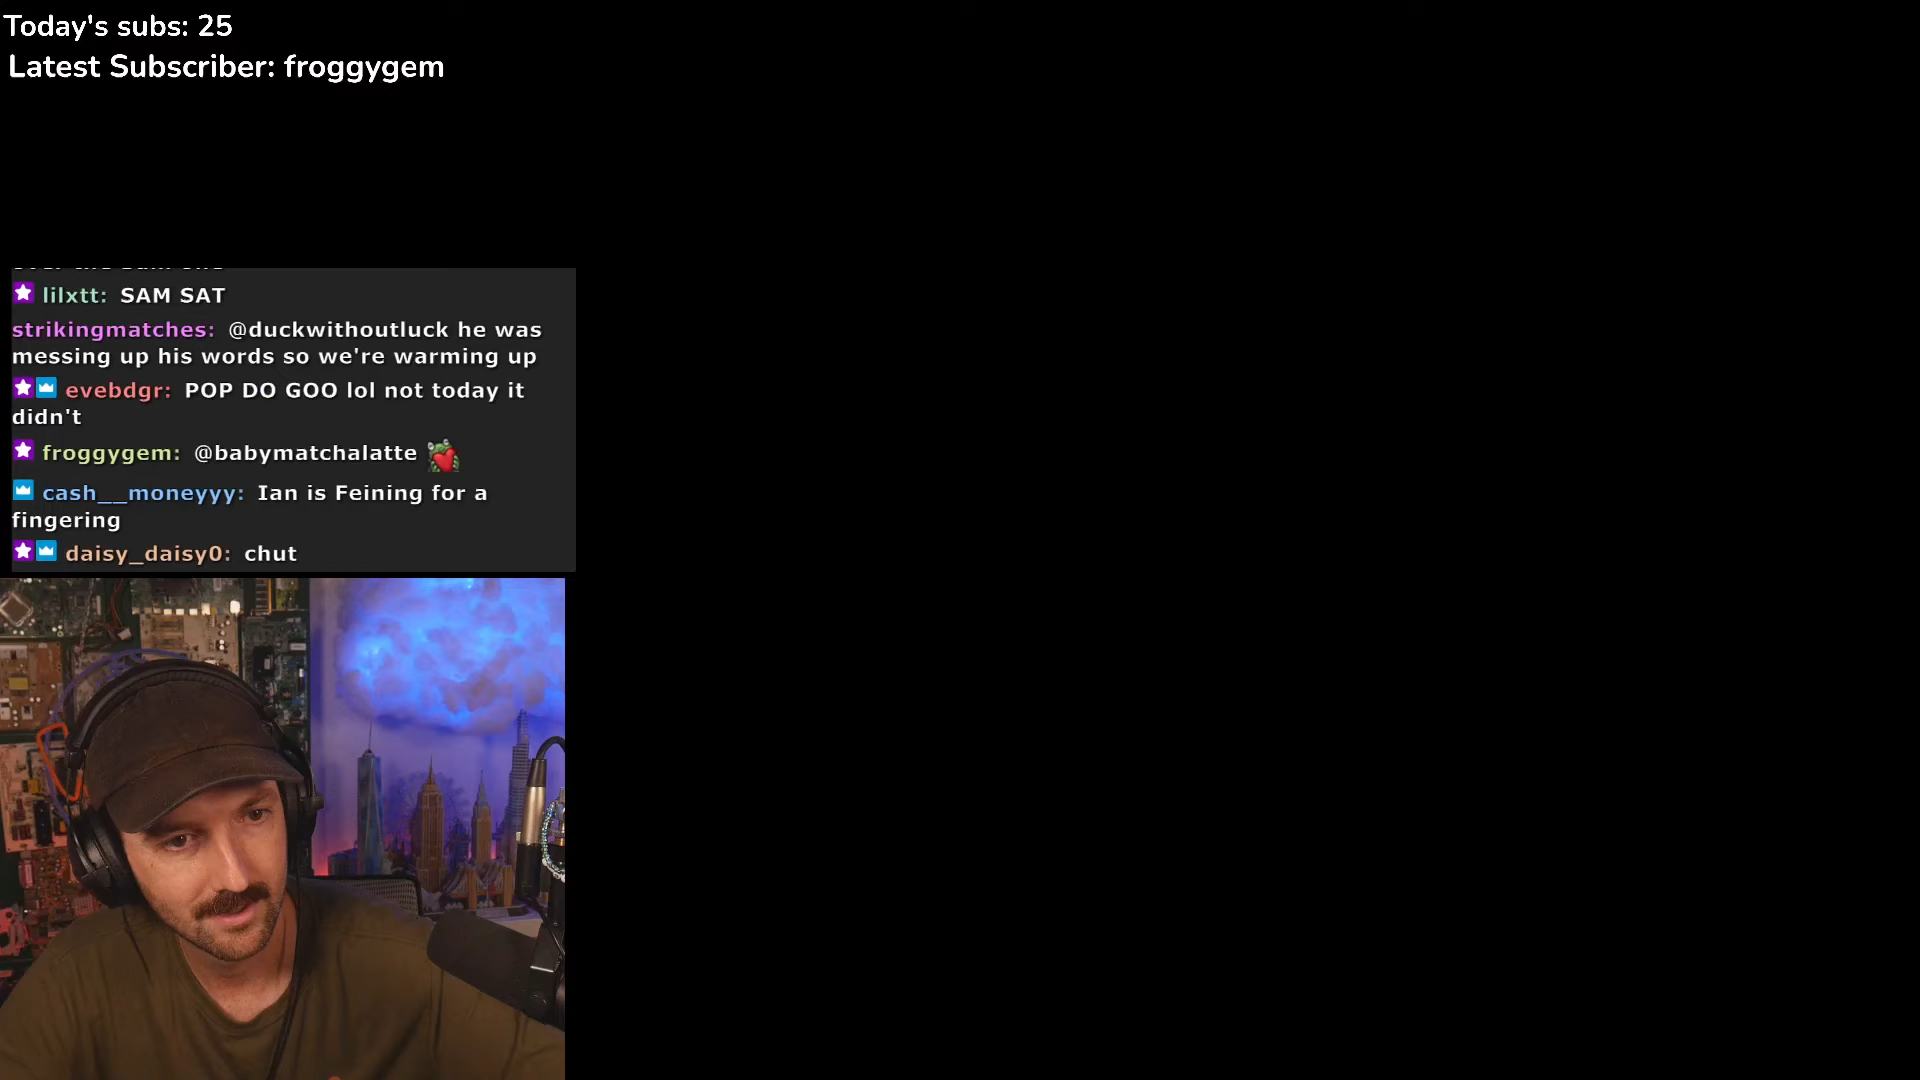 Today's subs: 25
Latest Subscriber: froggygem
lilxtt: SAM SAT
strikingmatches: @duckwithoutluck he was
messing up his words so we're warming up
evebdgr: POP DO GOO lol not today it
didn't
froggygem: @babymatchalatte
cash__moneyyy: Ian is Feining for a
fingering
daisy_daisy0: chut